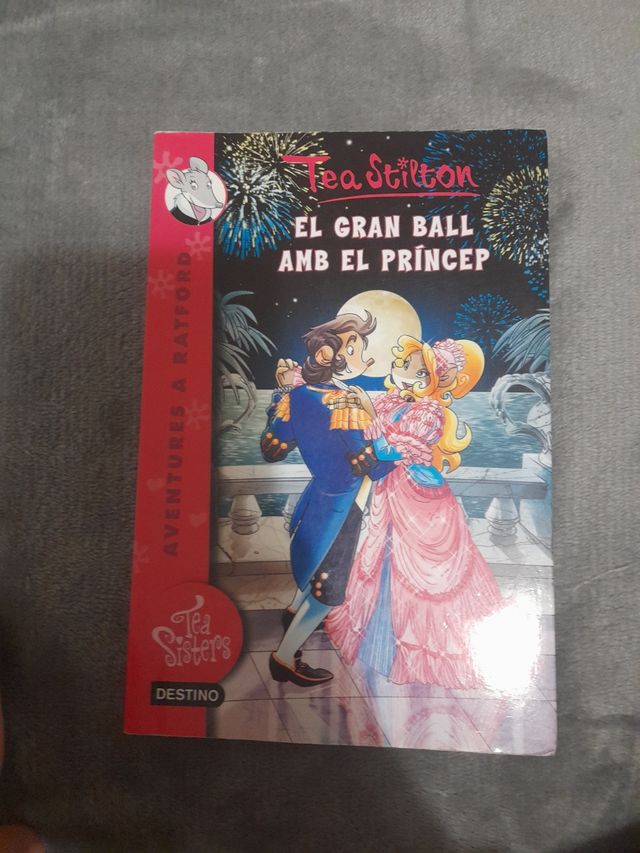 Tea Stilton
EL GRAN BALL
AMB EL PRÍNCEP
AVENTURES A RATFORD
Tea
Sisters
DESTINO